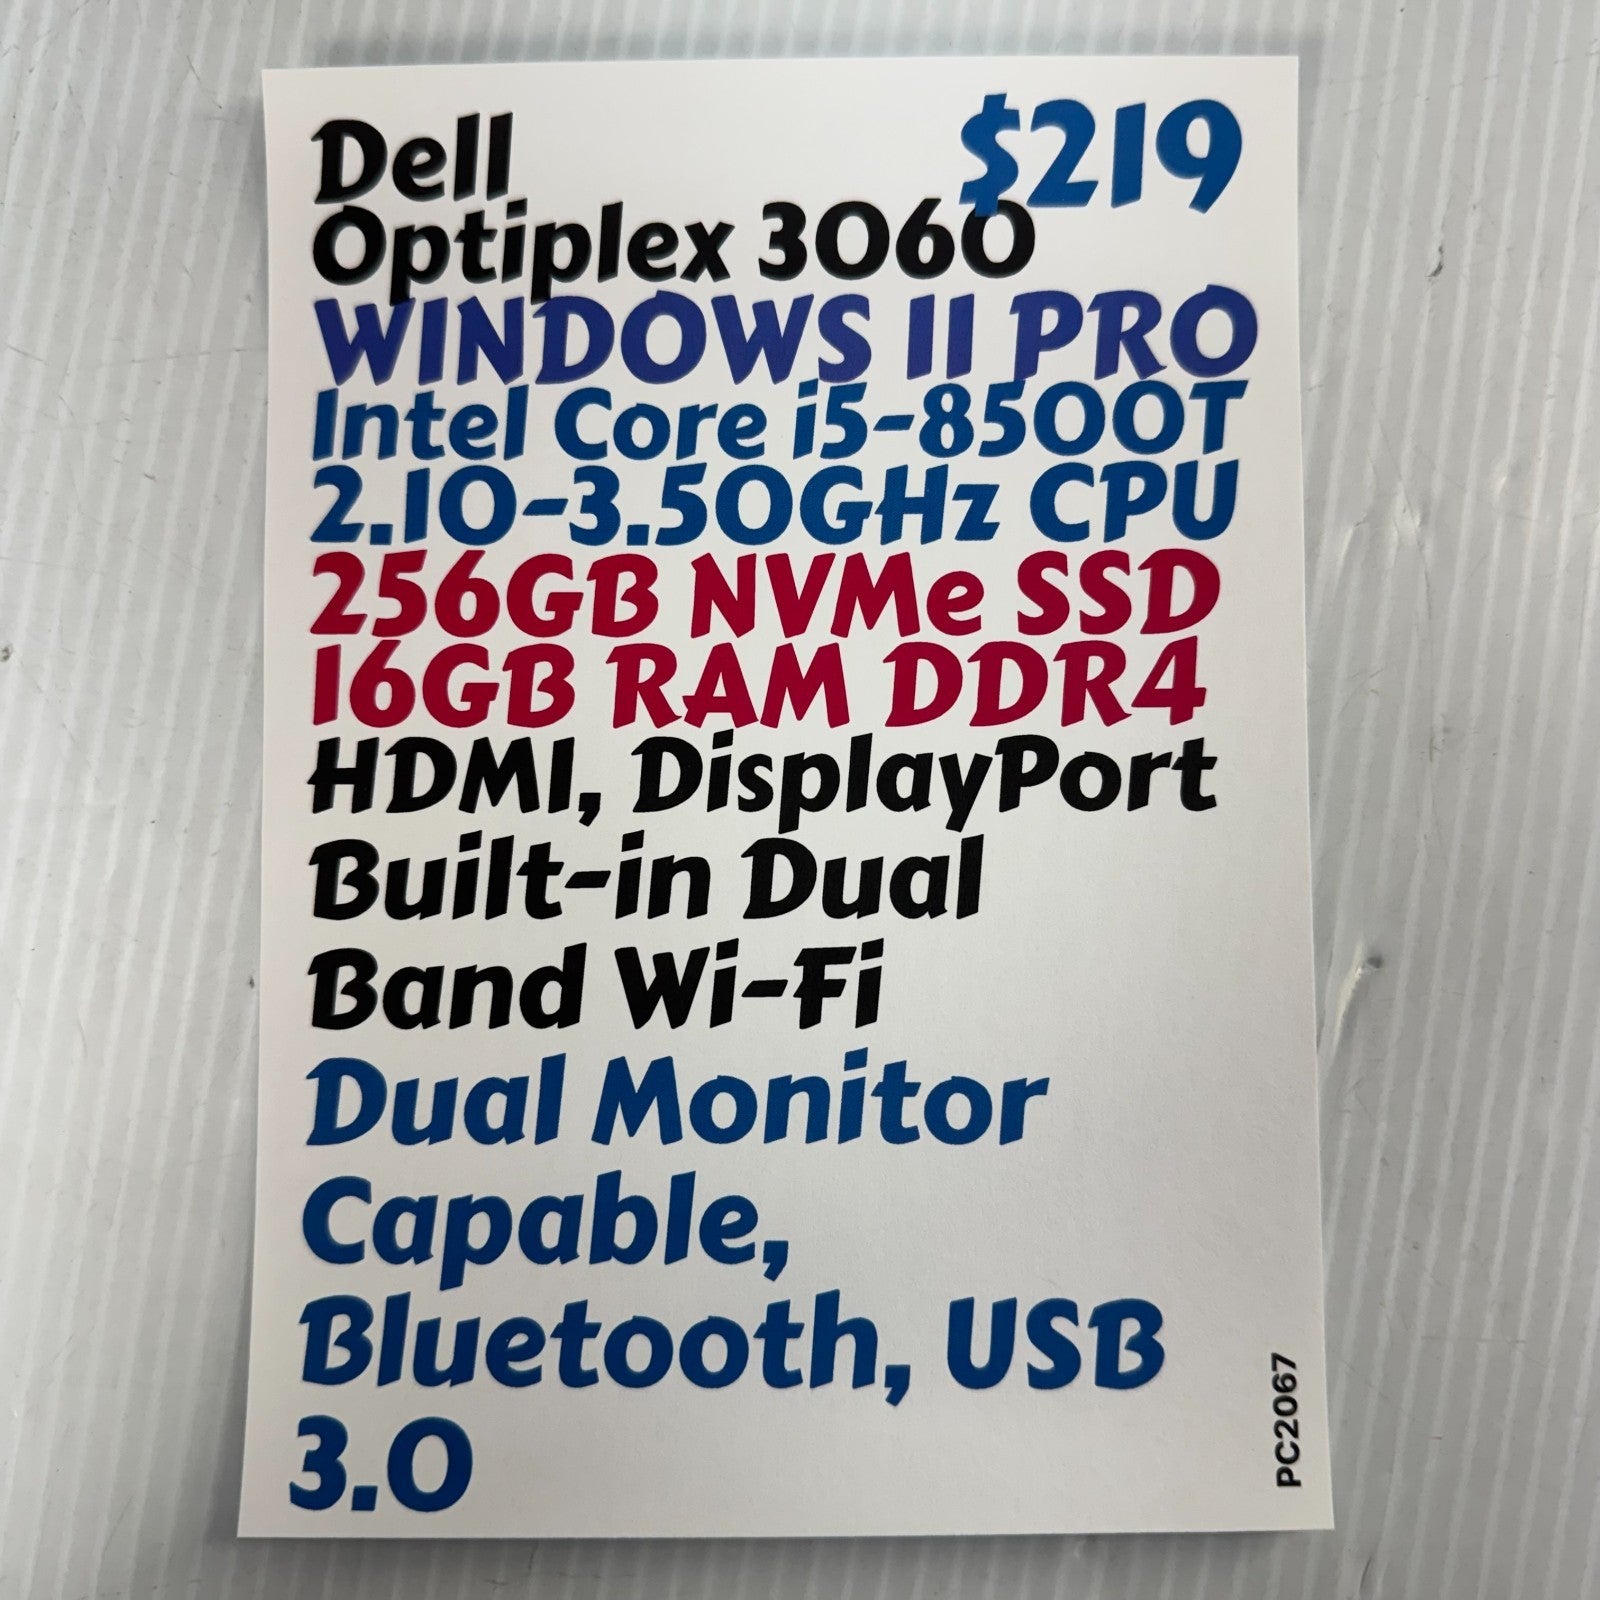 Dell
$219
Optiplex 3060
WINDOWS 11 PRO
Intel Core i5-8500T
2.10-3.50GHz CPU
256GB NVMe SSD
16GB RAM DDR4
HDMI, DisplayPort
Built-in Dual
Band Wi-Fi
Dual Monitor
Capable,
Bluetooth, USB
3.0
PC2067